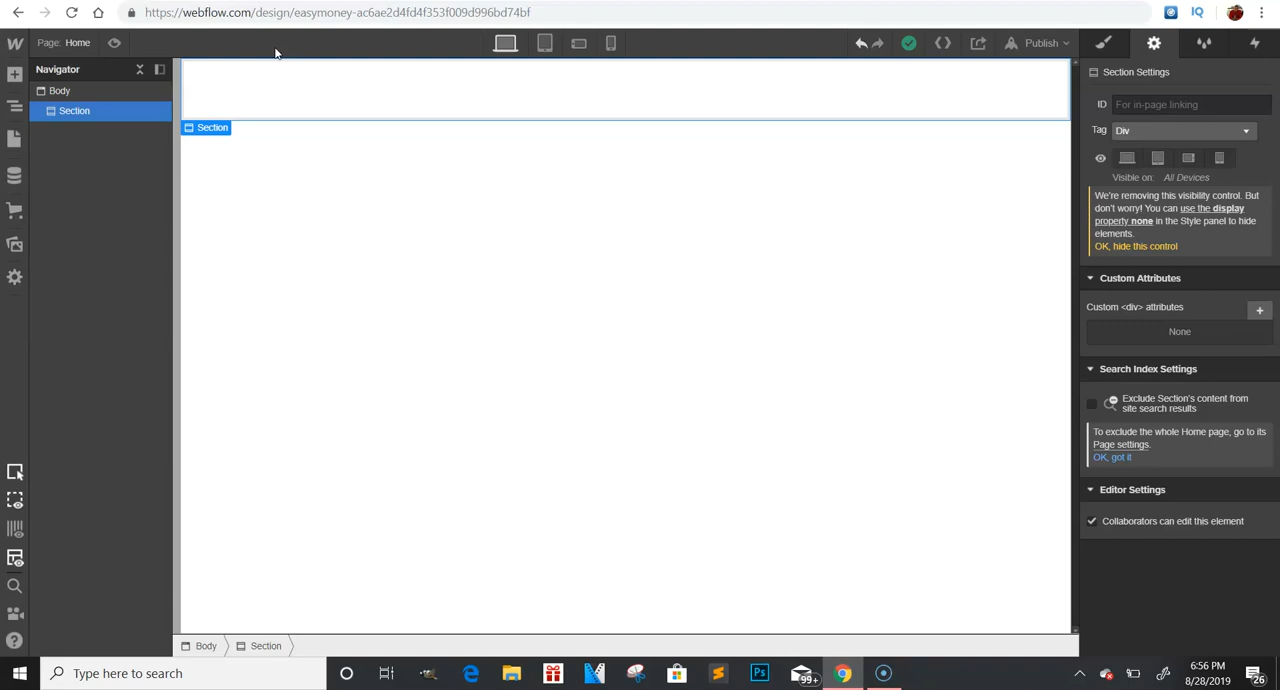 https://webflow.com/design/easymoney-ac6ae2d4fd4f353f009d996bd74bf
IQ
Page: Home
Publish
Navigator
Body
Section
Section
Section Settings
ID For in-page linking
Tag Div
Visible on: All Devices
We're removing this visibility control. But
don't worry! You can use the display
property none in the Style panel to hide
elements.
OK, hide this control
Custom Attributes
Custom <div> attributes
+
None
Search Index Settings
Exclude Section's content from
site search results
To exclude the whole Home page, go to its
Page settings.
OK, got it
Editor Settings
Collaborators can edit this element
Body Section
Type here to search
Ps
99+
6:56 PM
8/28/2019
26